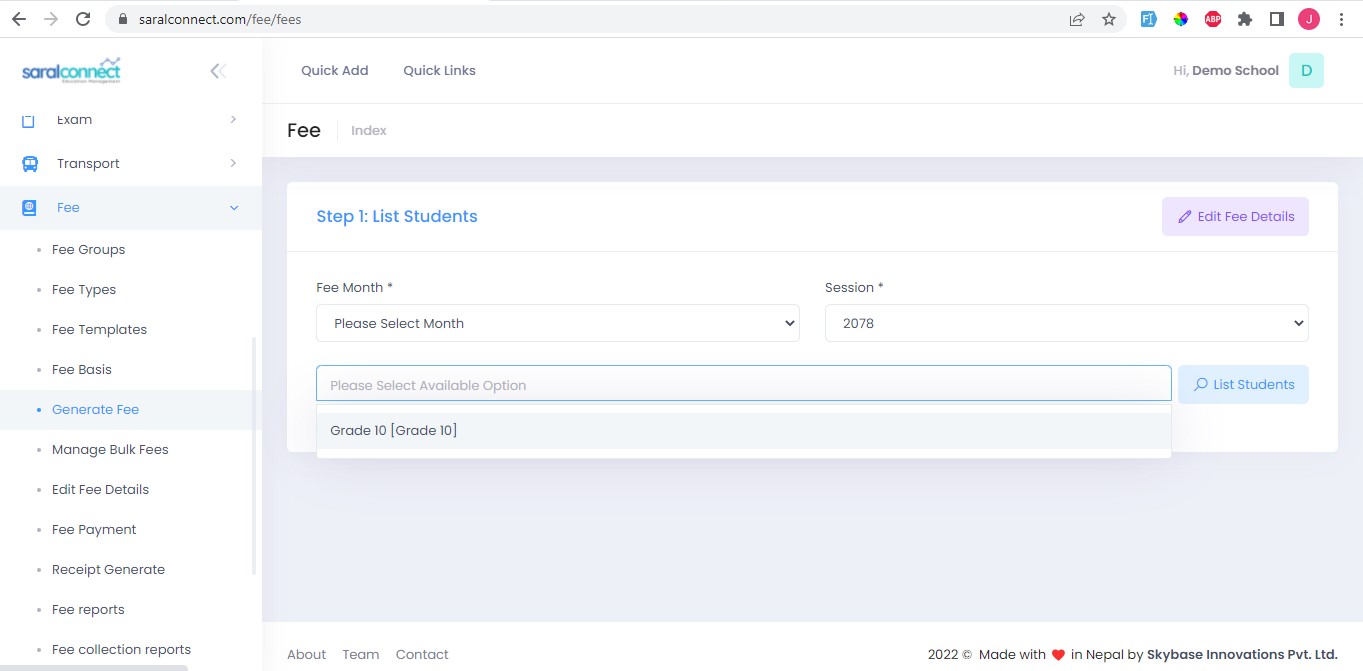 saralconnect.com/fee/fees
FI
ABP
J
saralconnect
Education Management
Quick Add
Quick Links
Hi, Demo School
D
Fee
Index
Exam
Transport
Fee
Fee Groups
Fee Types
Fee Templates
Fee Basis
Generate Fee
Manage Bulk Fees
Edit Fee Details
Fee Payment
Receipt Generate
Fee reports
Fee collection reports
Step 1: List Students
Edit Fee Details
Fee Month *
Session *
Please Select Month
2078
Please Select Available Option
List Students
Grade 10 [Grade 10]
About
Team
Contact
2022 © Made with ❤ in Nepal by Skybase Innovations Pvt. Ltd.